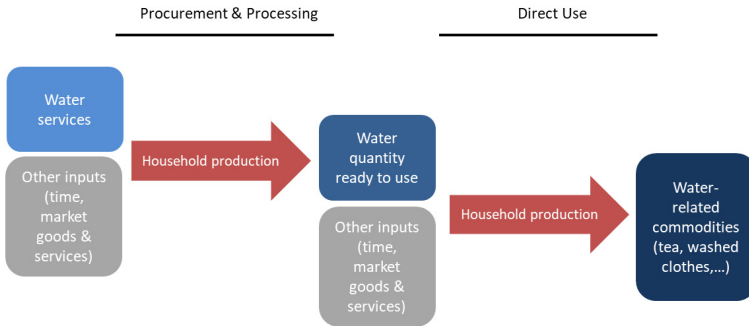 Procurement & Processing
Direct Use
Water
services
Other inputs
(time,
market
goods &
services)
Household production
Water
quantity
ready to use
Other inputs
(time,
market
goods &
services)
Household production
Water-
related
commodities
(tea, washed
clothes,…)